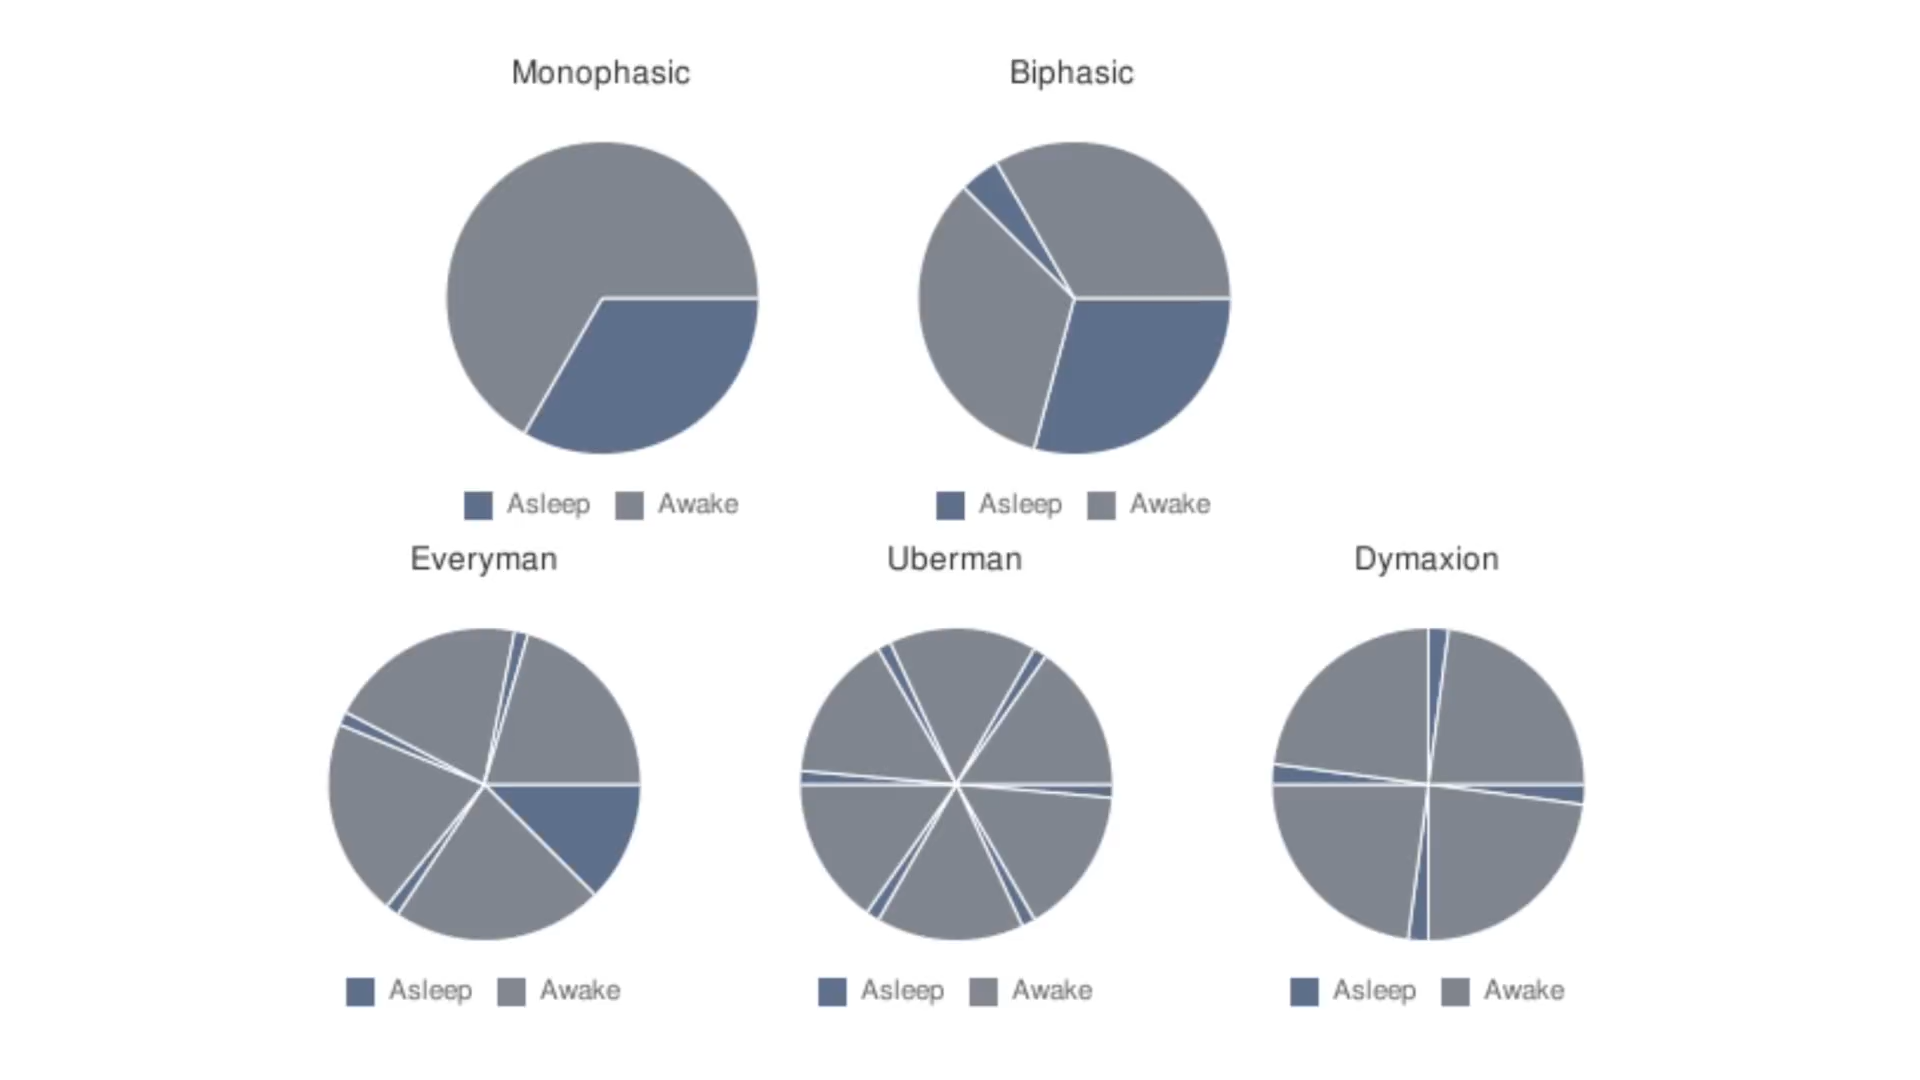 Monophasic
Biphasic
Asleep Awake
Asleep Awake
Everyman
Uberman
Dymaxion
Asleep Awake
Asleep Awake
Asleep Awake